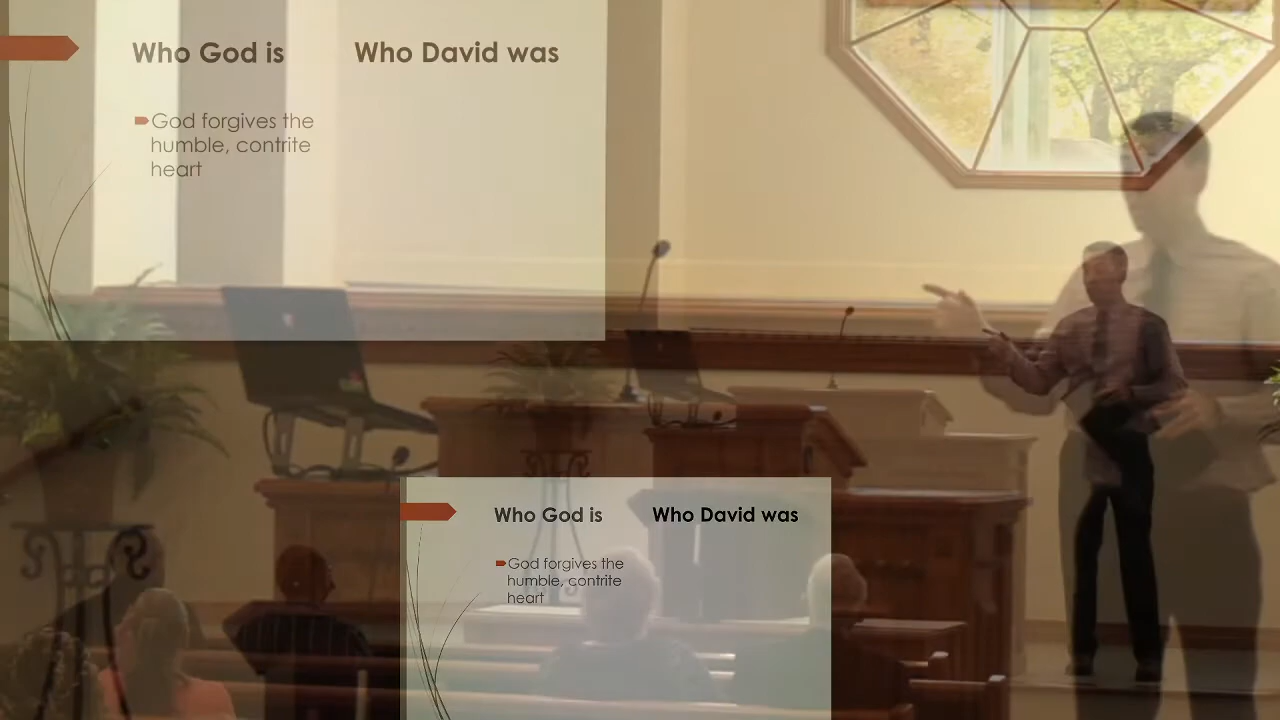 Who God is Who David was
God forgives the
humble, contrite
heart
Who God is Who David was
God forgives the
humble, contrite
heart